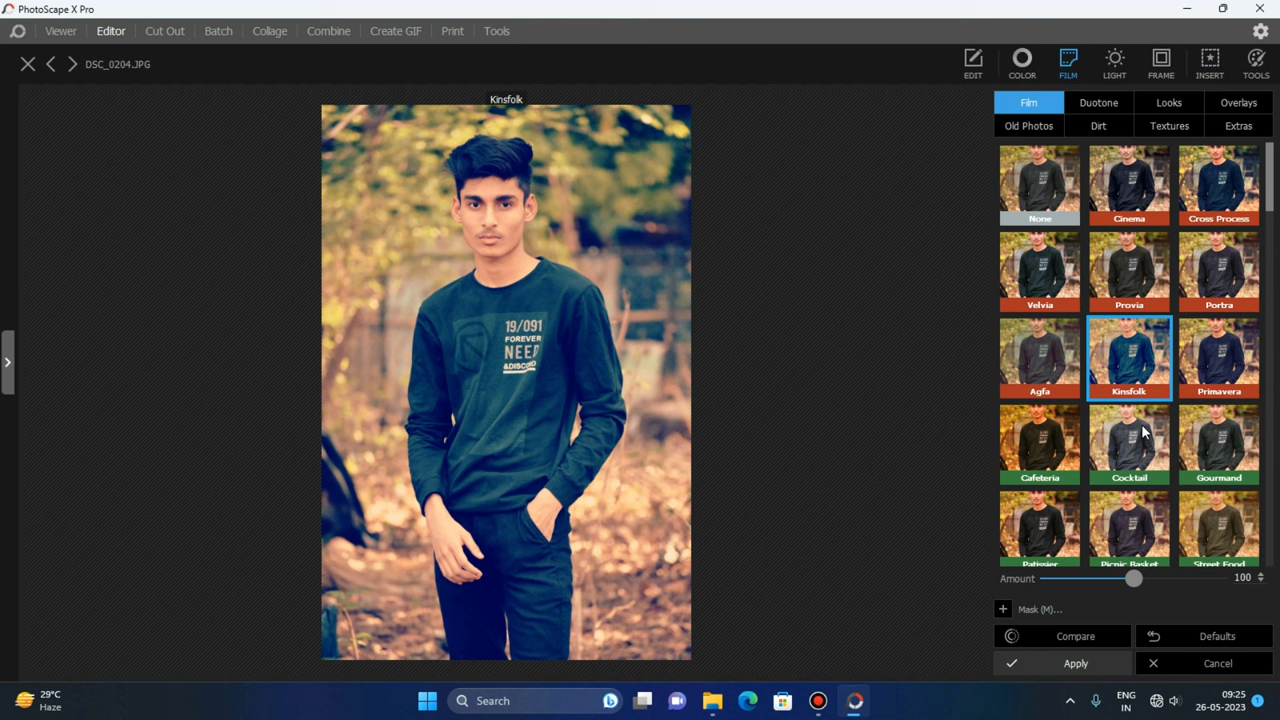 PhotoScape X Pro
Viewer Editor Cut Out Batch Collage Combine Create GIF Print Tools
DSC_0204.JPG
EDIT COLOR FILM LIGHT FRAME INSERT TOOLS
Kinsfolk
Film Duotone Looks Overlays
Old Photos Dirt Textures Extras
None Cinema Cross Process
Velvia Provia Portra
Agfa Kinsfolk Primavera
Cafeteria Cocktail Gourmand
Patissier Picnic Basket Street Food
19/091
FOREVER
NEED
&DISCORD
Amount 100
Mask (M)...
Compare Defaults
Apply Cancel
29°C
Haze
Search
ENG
IN
09:25
26-05-2023
1